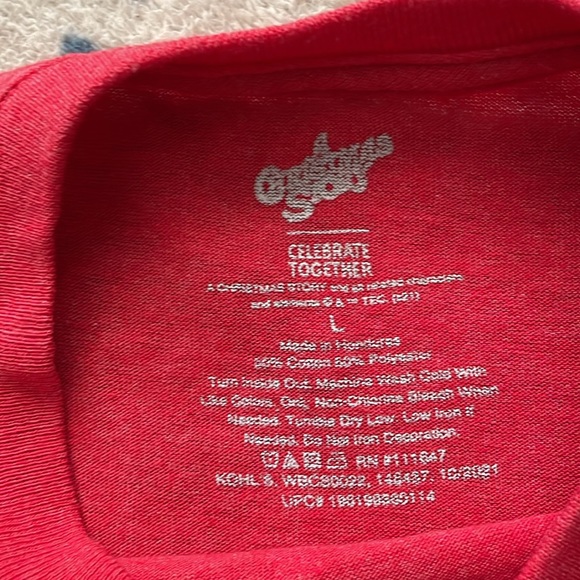 A
Christmas
Story
CELEBRATE
TOGETHER
A CHRISTMAS STORY and all related characters
and elements © & ™ TEC. (s21)
L
Made in Honduras
50% Cotton 50% Polyester
Turn Inside Out. Machine Wash Cold With
Like Colors. Only Non-Chlorine Bleach When
Needed. Tumble Dry Low. Low Iron if
Needed. Do Not Iron Decoration.
RN #111647
KOHL S, WBC80022, 10/2021
UPC#